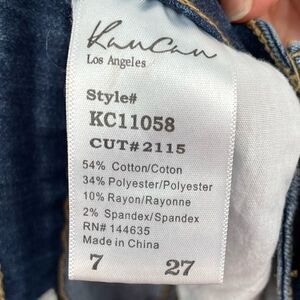 KanCan
Los Angeles
Style#
KC11058
CUT#2115
54% Cotton/Coton
34% Polyester/Polyester
10% Rayon/Rayonne
2% Spandex/Spandex
RN# 144635
Made in China
7 27